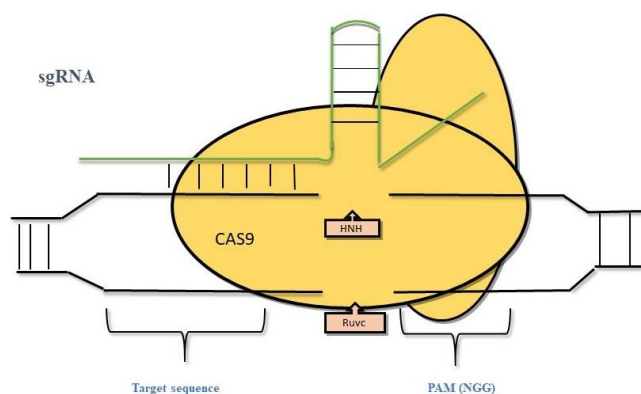 sgRNA
CAS9
HNH
Ruvc
Target sequence
PAM (NGG)